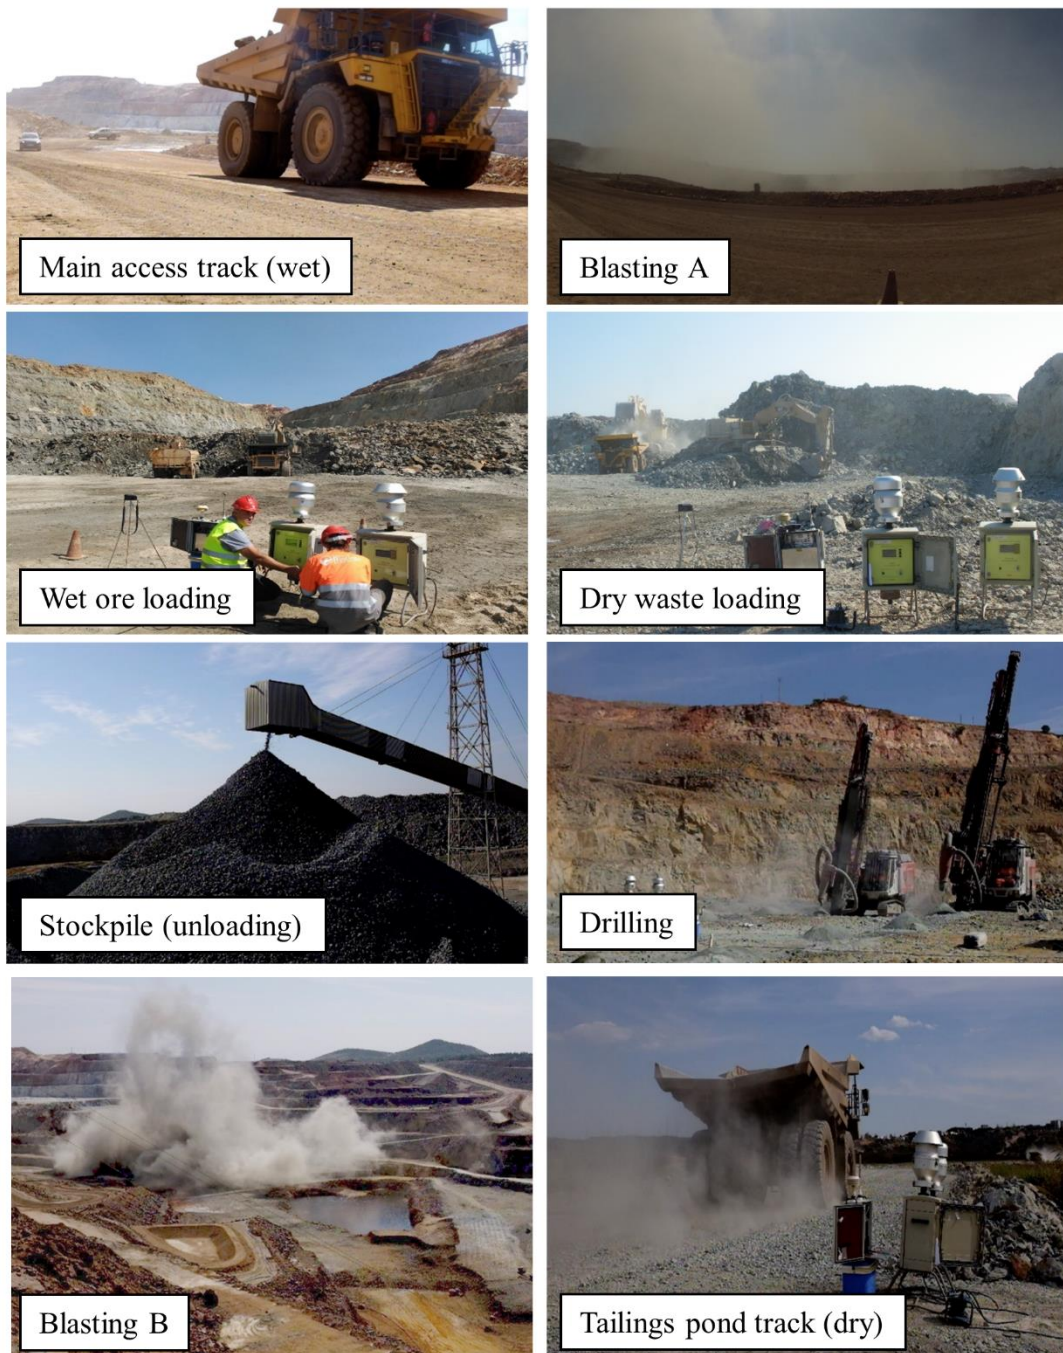 Main access track (wet)
Blasting A
Wet ore loading
Dry waste loading
Stockpile (unloading)
Drilling
Blasting B
Tailings pond track (dry)